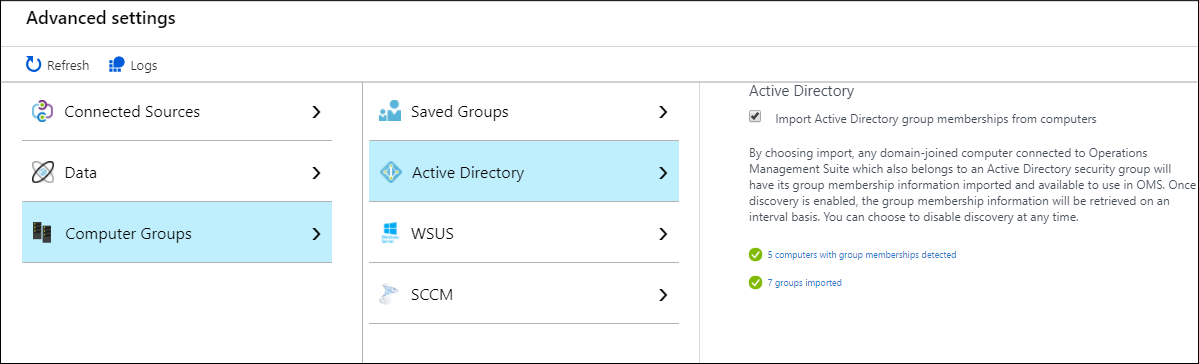 Advanced settings
Refresh
Logs
Connected Sources
Data
Computer Groups
Saved Groups
Active Directory
WSUS
SCCM
Active Directory
Import Active Directory group memberships from computers
By choosing import, any domain-joined computer connected to Operations
Management Suite which also belongs to an Active Directory security group will
have its group membership information imported and available to use in OMS. Once
discovery is enabled, the group membership information will be retrieved on an
interval basis. You can choose to disable discovery at any time.
5 computers with group memberships detected
7 groups imported